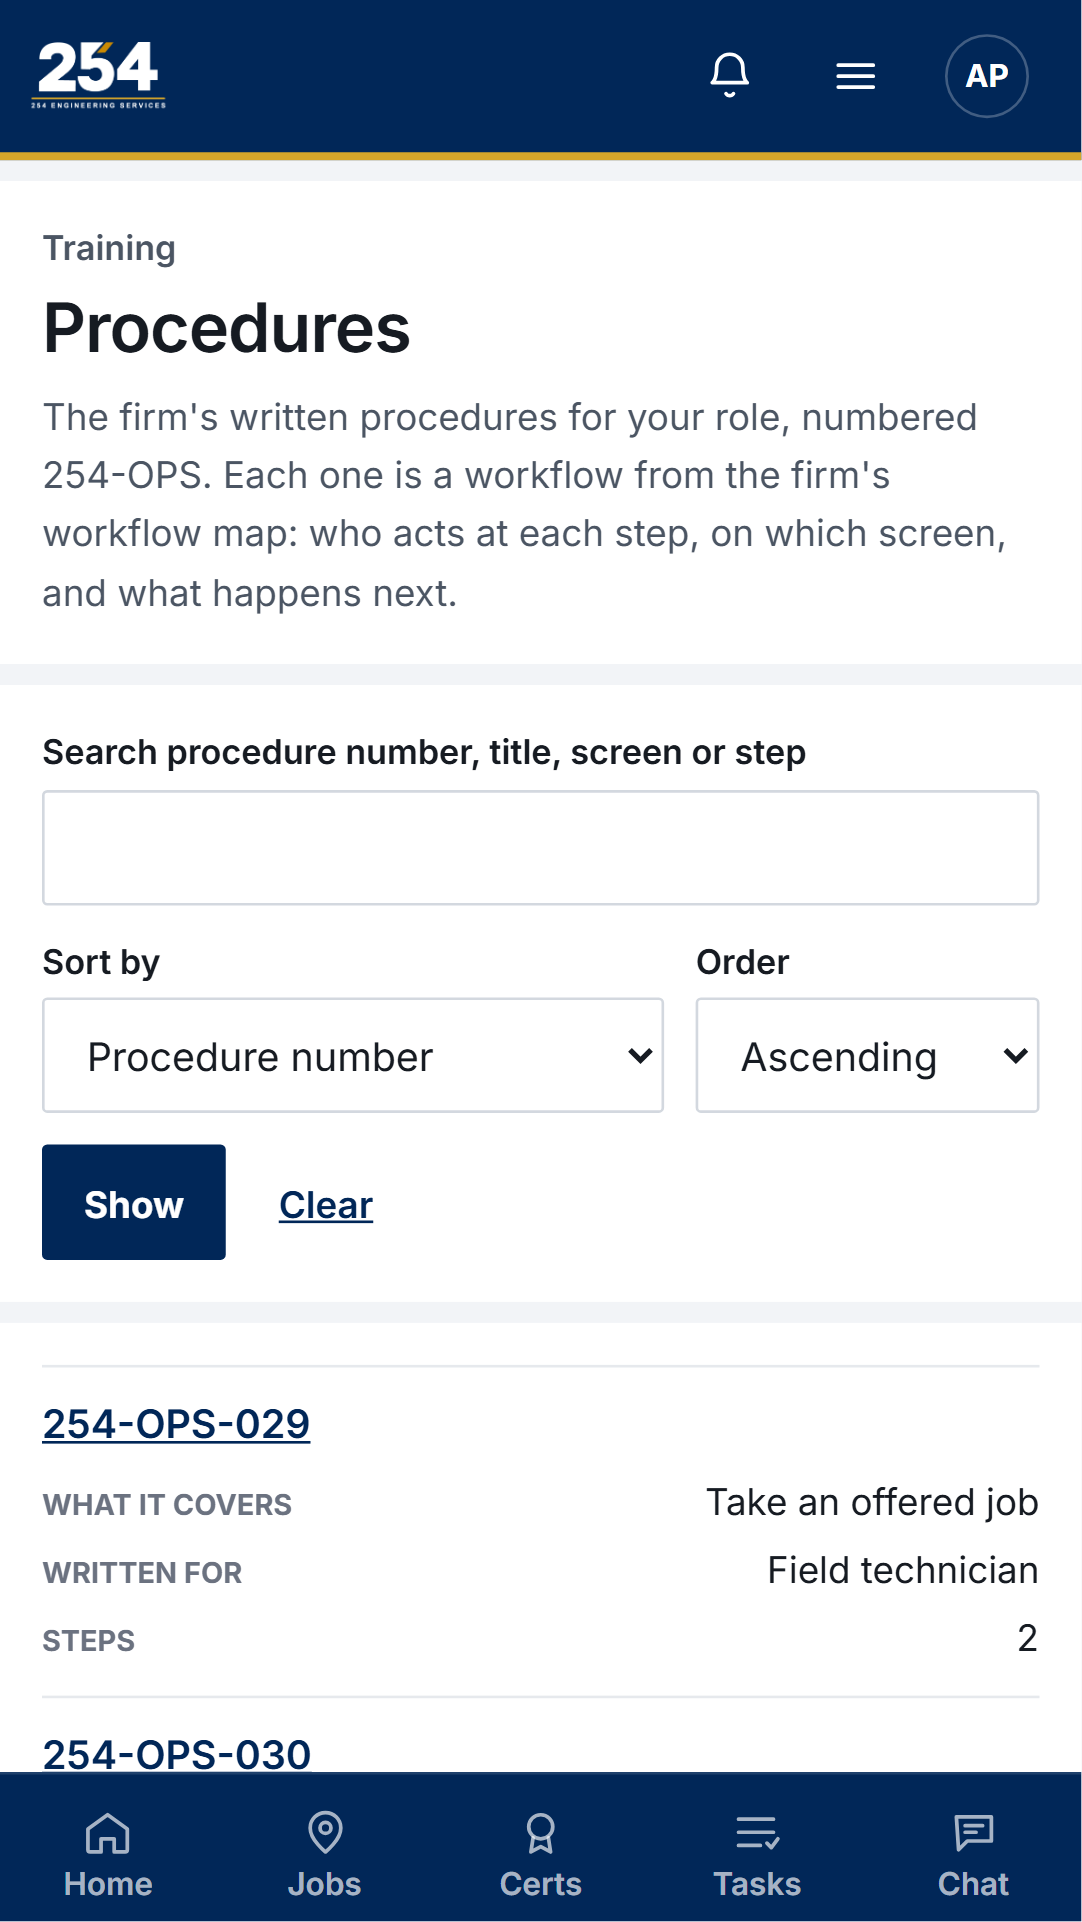 254
254 ENGINEERING SERVICES
AP
Training
Procedures
The firm's written procedures for your role, numbered
254-OPS. Each one is a workflow from the firm's
workflow map: who acts at each step, on which screen,
and what happens next.
Search procedure number, title, screen or step
Sort by
Order
Procedure number
Ascending
Show
Clear
254-OPS-029
WHAT IT COVERS
Take an offered job
WRITTEN FOR
Field technician
STEPS
2
254-OPS-030
Home
Jobs
Certs
Tasks
Chat